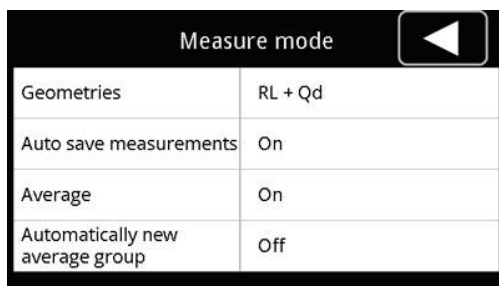 Measure mode
Geometries RL + Qd
Auto save measurements On
Average On
Automatically new
average group Off